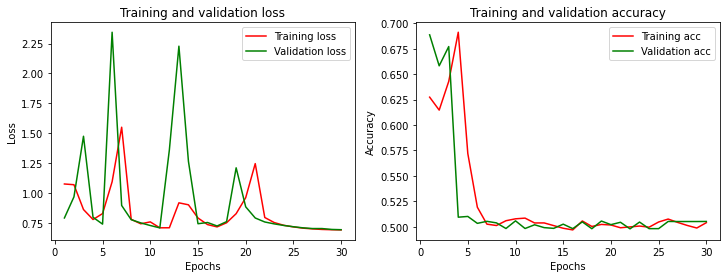 Training and validation loss
2.25
2.00
1.75
1.50
1.25
1.00
0.75
Loss
Training loss
Validation loss
0 5 10 15 20 25 30
Epochs
Training and validation accuracy
0.700
0.675
0.650
0.625
0.600
0.575
0.550
0.525
0.500
Accuracy
Training acc
Validation acc
0 5 10 15 20 25 30
Epochs